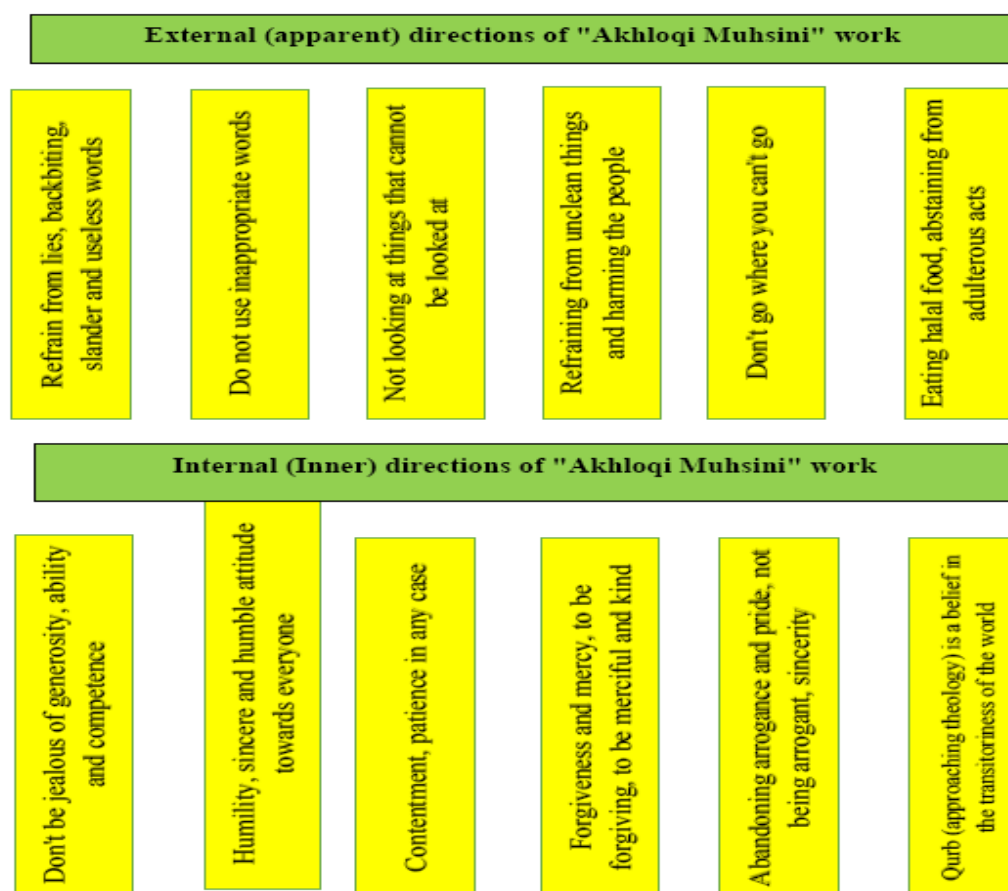 External (apparent) directions of "Akhloqi Muhsini" work
Refrain from lies, backbiting,
slander and useless words
Do not use inappropriate words
Not looking at things that cannot
be looked at
Refraining from unclean things
and harming the people
Don't go where you can't go
Eating halal food, abstaining from
adulterous acts
Internal (Inner) directions of "Akhloqi Muhsini" work
Don't be jealous of generosity, ability
and competence
Humility, sincere and humble attitude
towards everyone
Contentment, patience in any case
Forgiveness and mercy, to be
forgiving, to be merciful and kind
Abandoning arrogance and pride, not
being arrogant, sincerity
Qurb (approaching theology) is a belief in
the transitoriness of the world